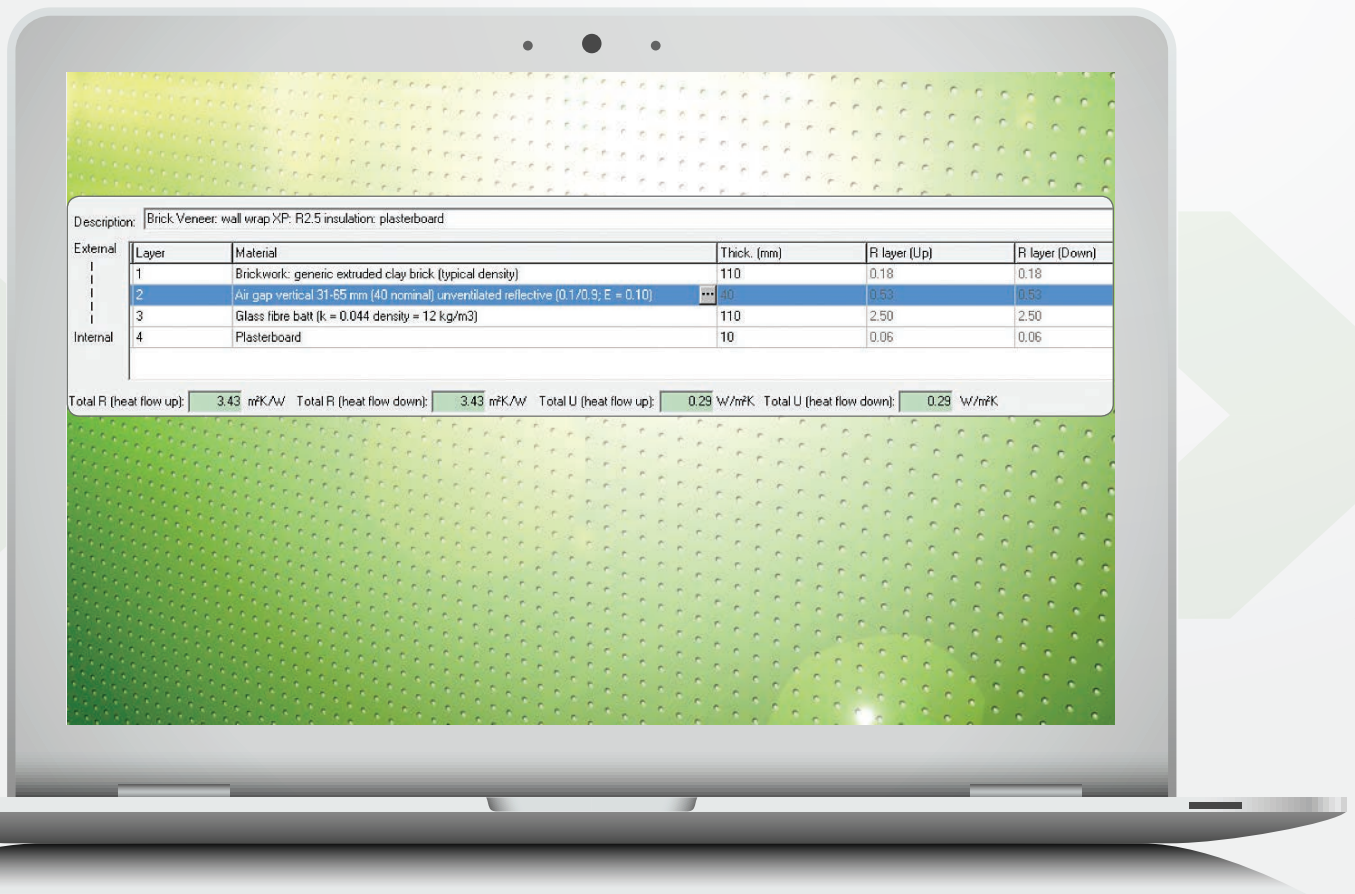 Description: Brick Veneer: wall wrap XP: R2.5 insulation: plasterboard
External Layer Material Thick. (mm) R layer (Up) R layer (Down)
1 Brickwork: generic extruded clay brick (typical density) 110 0.18 0.18
2 Air gap vertical 31-65 mm (40 nominal) unventilated reflective (0.1/0.9; E = 0.10) ... 40 0.53 0.53
3 Glass fibre batt (k = 0.044 density = 12 kg/m3) 110 2.50 2.50
Internal 4 Plasterboard 10 0.06 0.06
Total R (heat flow up): 3.43 m²K/W Total R (heat flow down): 3.43 m²K/W Total U (heat flow up): 0.29 W/m²K Total U (heat flow down): 0.29 W/m²K